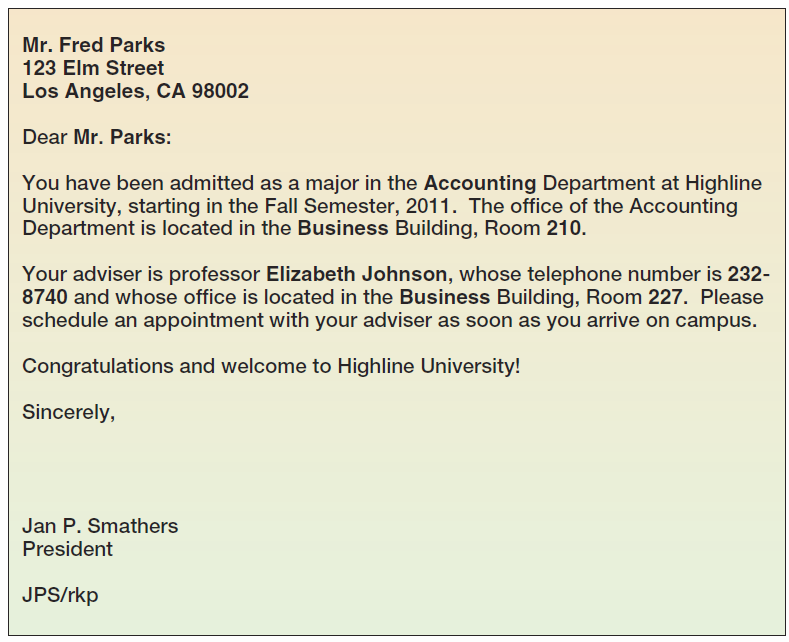 Mr. Fred Parks
123 Elm Street
Los Angeles, CA 98002
Dear Mr. Parks:
You have been admitted as a major in the Accounting Department at Highline
University, starting in the Fall Semester, 2011.  The office of the Accounting
Department is located in the Business Building, Room 210.
Your adviser is professor Elizabeth Johnson, whose telephone number is 232-
8740 and whose office is located in the Business Building, Room 227.  Please
schedule an appointment with your adviser as soon as you arrive on campus.
Congratulations and welcome to Highline University!
Sincerely,
Jan P. Smathers
President
JPS/rkp